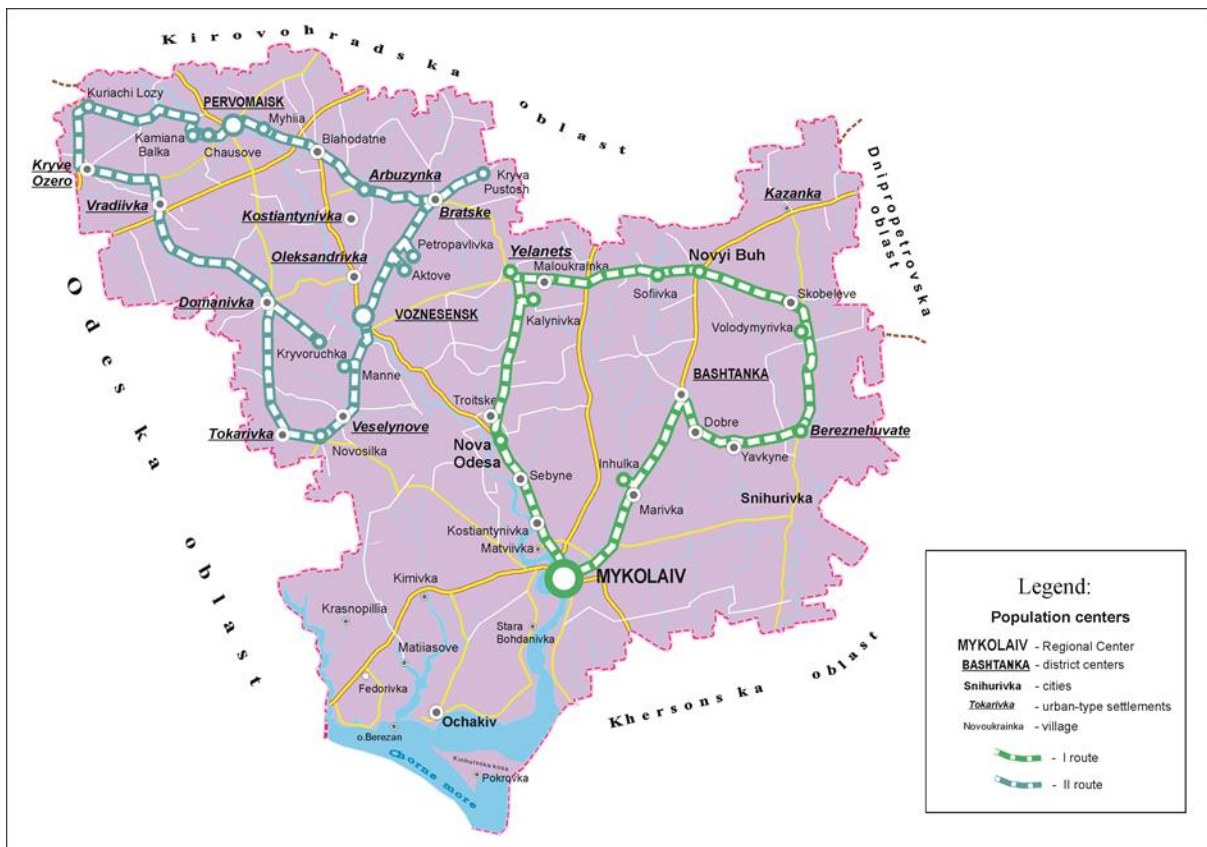 Kirovohradska oblast
Kuriachi Lozy
PERVOMAISK
Myhiia
Kamiana
Balka
Chausove
Blahodatne
Kryve
Ozero
Arbuzynka
Kryva
Pustosh
Vradiivka
Kostiantynivka
Bratske
Kazanka
Dnipropetrovska
oblast
Petropavlivka
Oleksandrivka
Aktove
Yelanets
Maloukrainka
Novyi Buh
Sofiivka
Skobeleve
Domanivka
Kalynivka
VOZNESENSK
Volodymyrivka
Kryvoruchka
Manne
BASHTANKA
Odeska oblast
Troitske
Tokarivka
Veselynove
Dobre
Bereznehuvate
Novosilka
Nova
Odesa
Yavkyne
Sebyne
Inhulka
Snihurivka
Marivka
Kostiantynivka
Matviivka
MYKOLAIV
Kimivka
Krasnopillia
Stara
Bohdanivka
Matiiasove
Fedorivka
Khersonska oblast
Ochakiv
o.Berezan
Chorne more
Kinburnska kosa
Pokrovka
Legend:
Population centers
MYKOLAIV - Regional Center
BASHTANKA - district centers
Snihurivka - cities
Tokarivka - urban-type settlements
Novoukrainka - village
- I route
- II route